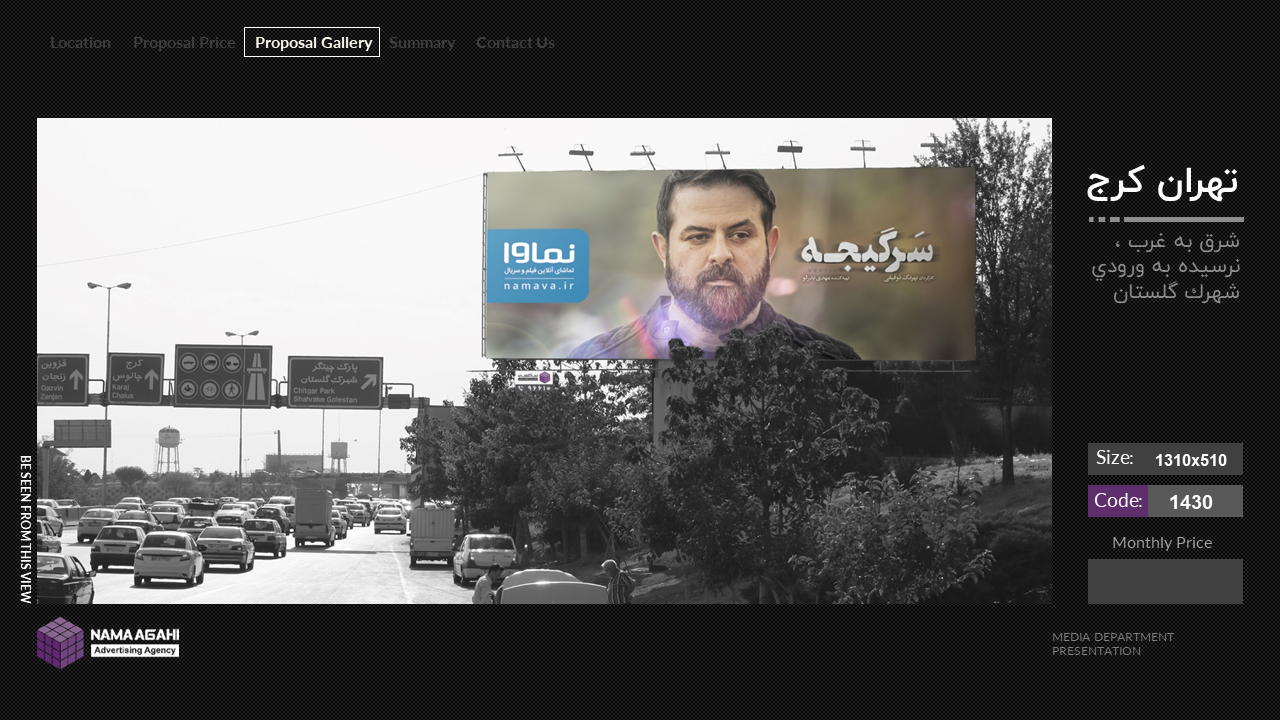 Location Proposal Price Proposal Gallery Summary Contact Us
تهران کرج
شرق به غرب ،
نرسیده به ورودي
شهرك گلستان
نماوا
تماشای آنلاین فیلم و سریال
namava.ir
سرگیجه
قزوین
زنجان
Qazvin
Zanjan
کرج
چالوس
Karaj
Chalus
پارک چیتگر
شهرک گلستان
Chitgar Park
Shahrake Golestan
Size: 1310x510
Code: 1430
Monthly Price
BE SEEN FROM THIS VIEW
NAMA AGAHI
Advertising Agency
MEDIA DEPARTMENT
PRESENTATION